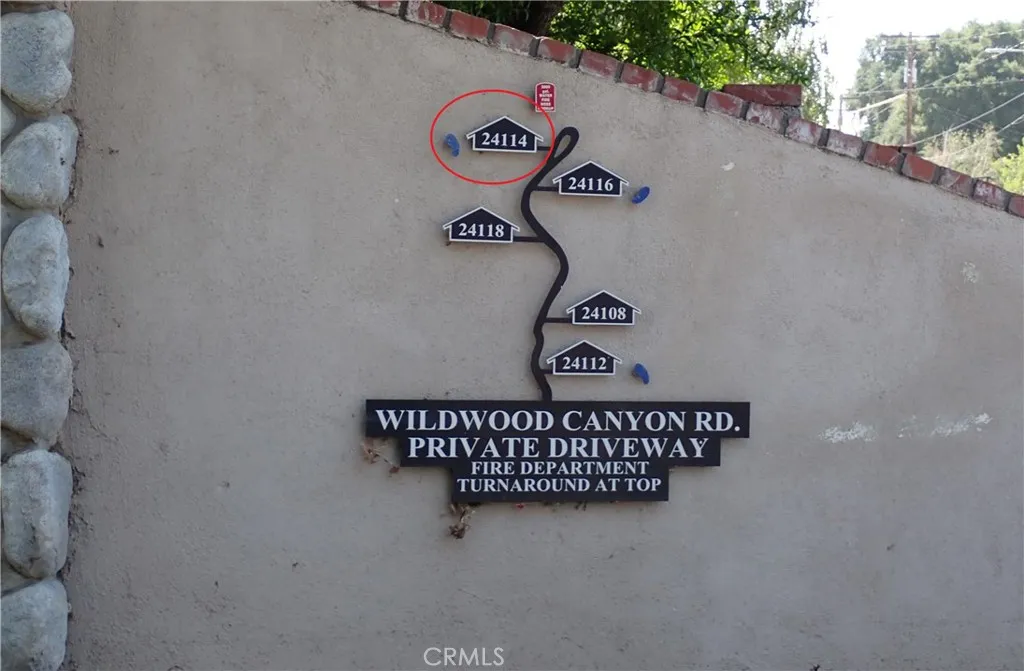 24114
24116
24118
24108
24112
WILDWOOD CANYON RD.
PRIVATE DRIVEWAY
FIRE DEPARTMENT
TURNAROUND AT TOP
CRMLS